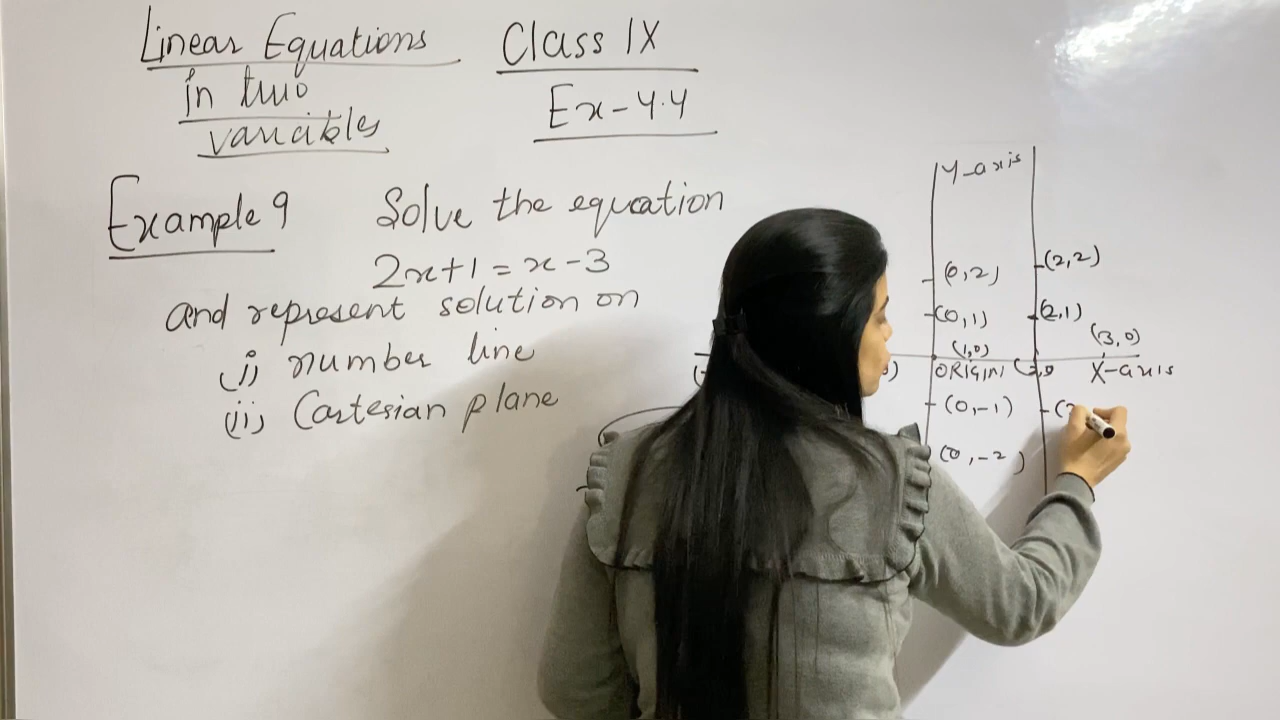 Linear Equations
in two
variables
Class IX
Ex-4.4
Example 9 Solve the equation
2x+1=x-3
and represent solution on
(i) number line
(ii) Cartesian plane
Y-axis
(0,2)
(2,2)
(0,1)
(2,1)
(1,0)
(3,0)
ORIGIN
X-axis
(0,-1)
(0,-2)